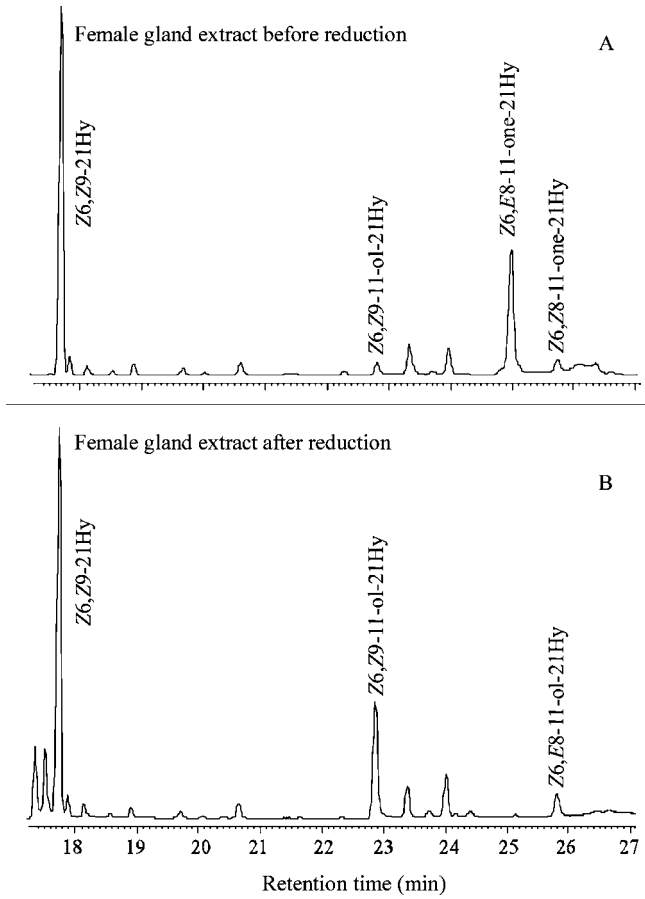 Female gland extract before reduction
A
Z6,Z9-21Hy
Z6,Z9-11-ol-21Hy
Z6,E8-11-one-21Hy
Z6,Z8-11-one-21Hy
Female gland extract after reduction
B
Z6,Z9-21Hy
Z6,Z9-11-ol-21Hy
Z6,E8-11-ol-21Hy
18 19 20 21 22 23 24 25 26 27
Retention time (min)